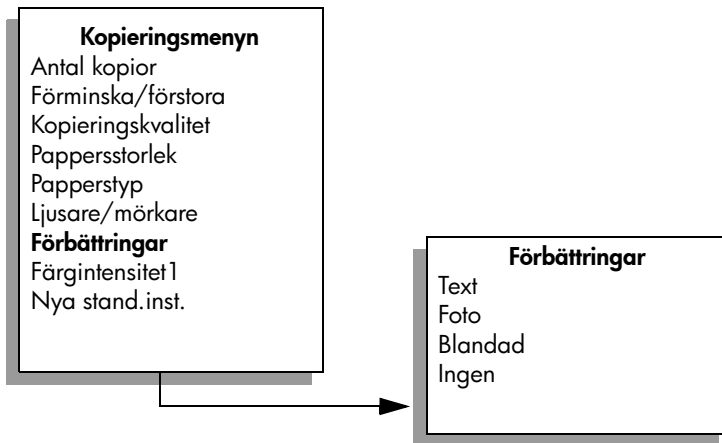 Kopieringsmenyn
Antal kopior
Förminska/förstora
Kopieringskvalitet
Pappersstorlek
Papperstyp
Ljusare/mörkare
Förbättringar
Färgintensitet1
Nya stand.inst.
Förbättringar
Text
Foto
Blandad
Ingen